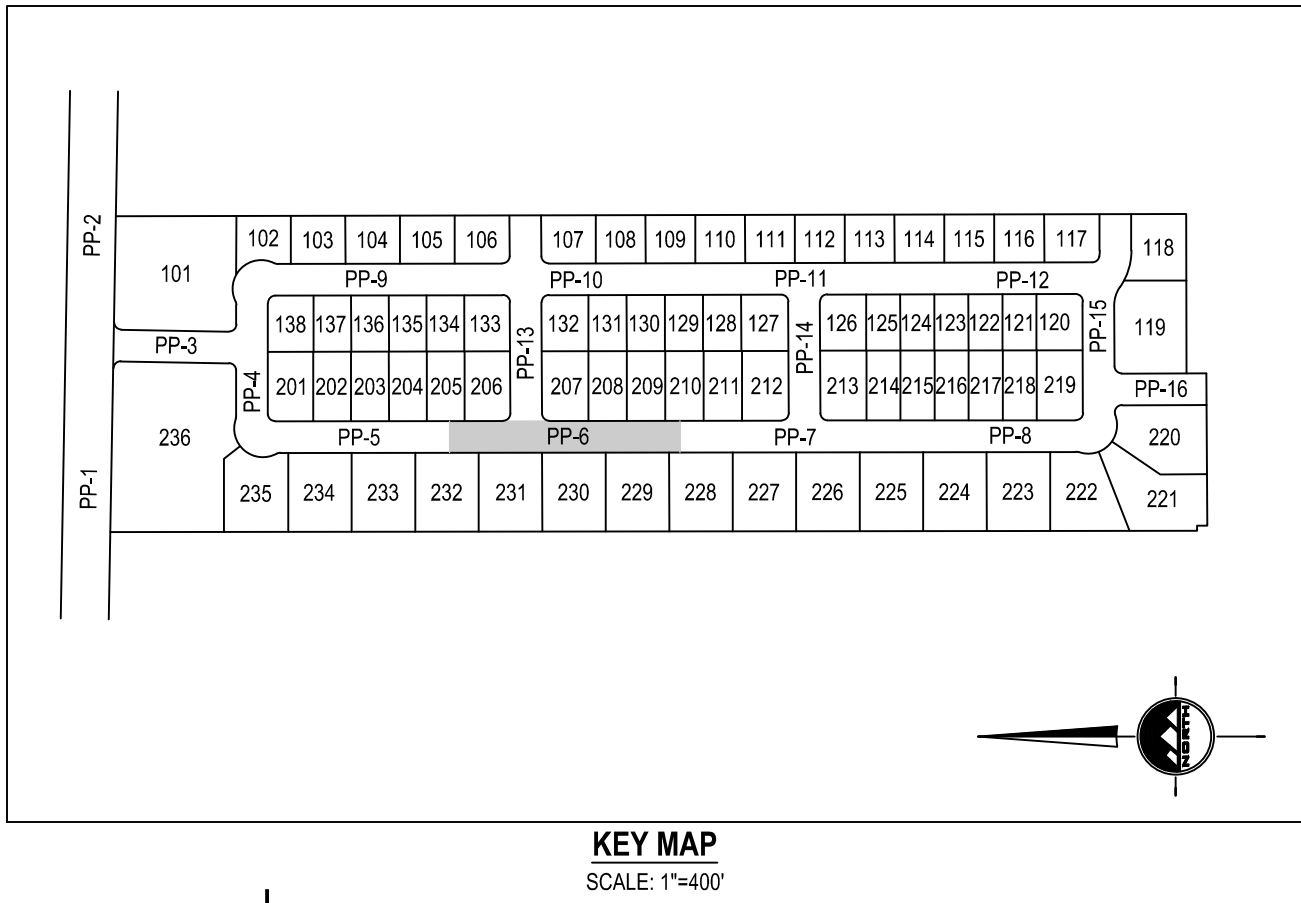 PP-2
102 103 104 105 106 107 108 109 110 111 112 113 114 115 116 117 118
101
PP-9 PP-10 PP-11 PP-12
138 137 136 135 134 133 132 131 130 129 128 127 126 125 124 123 122 121 120 119
PP-3 PP-13 PP-14 PP-15
PP-4 201 202 203 204 205 206 207 208 209 210 211 212 213 214 215 216 217 218 219 PP-16
236 PP-5 PP-6 PP-7 PP-8 220
PP-1
235 234 233 232 231 230 229 228 227 226 225 224 223 222 221
NORTH
KEY MAP
SCALE: 1"=400'